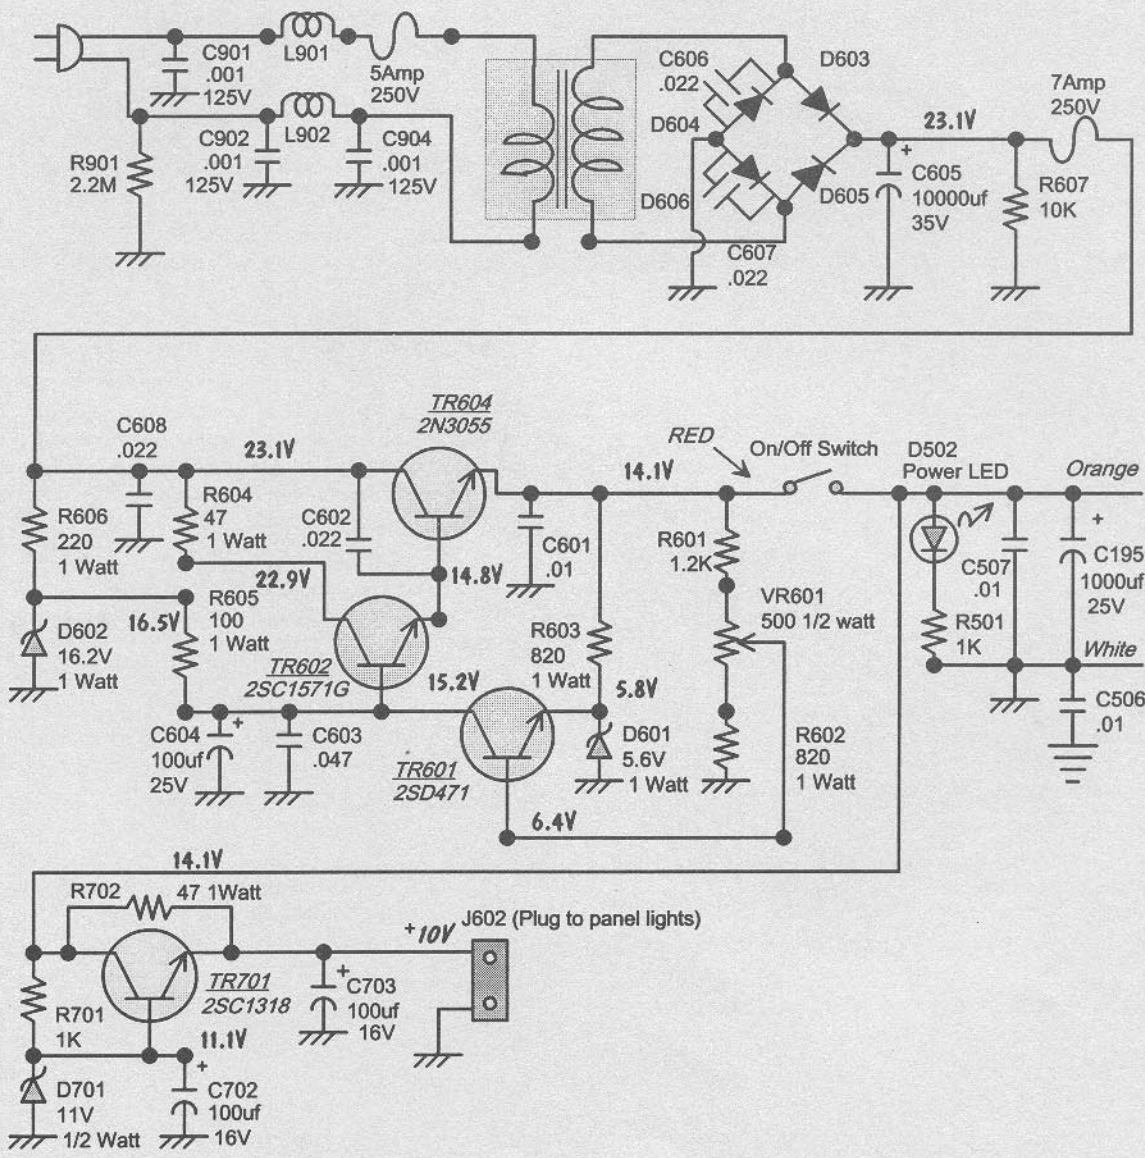 C901
.001
125V
L901
5Amp
250V
C606
.022
D603
7Amp
250V
23.1V
R901
2.2M
C902
.001
125V
L902
C904
.001
125V
D604
D606
D605
C607
.022
+
C605
10000uf
35V
R607
10K
C608
.022
23.1V
TR604
2N3055
RED
14.1V
On/Off Switch
D502
Power LED
Orange
R606
220
1 Watt
R604
47
1 Watt
C602
.022
14.8V
C601
.01
R601
1.2K
C507
.01
+
C195
1000uf
25V
22.9V
16.5V
R605
100
1 Watt
D602
16.2V
1 Watt
TR602
2SC1571G
15.2V
R603
820
1 Watt
5.8V
VR601
500 1/2 watt
R501
1K
White
C506
.01
C604
100uf
25V
+
C603
.047
TR601
2SD471
D601
5.6V
1 Watt
R602
820
1 Watt
6.4V
14.1V
R702
47 1Watt
+10V
J602 (Plug to panel lights)
TR701
2SC1318
R701
1K
+
C703
100uf
16V
11.1V
D701
11V
1/2 Watt
+
C702
100uf
16V